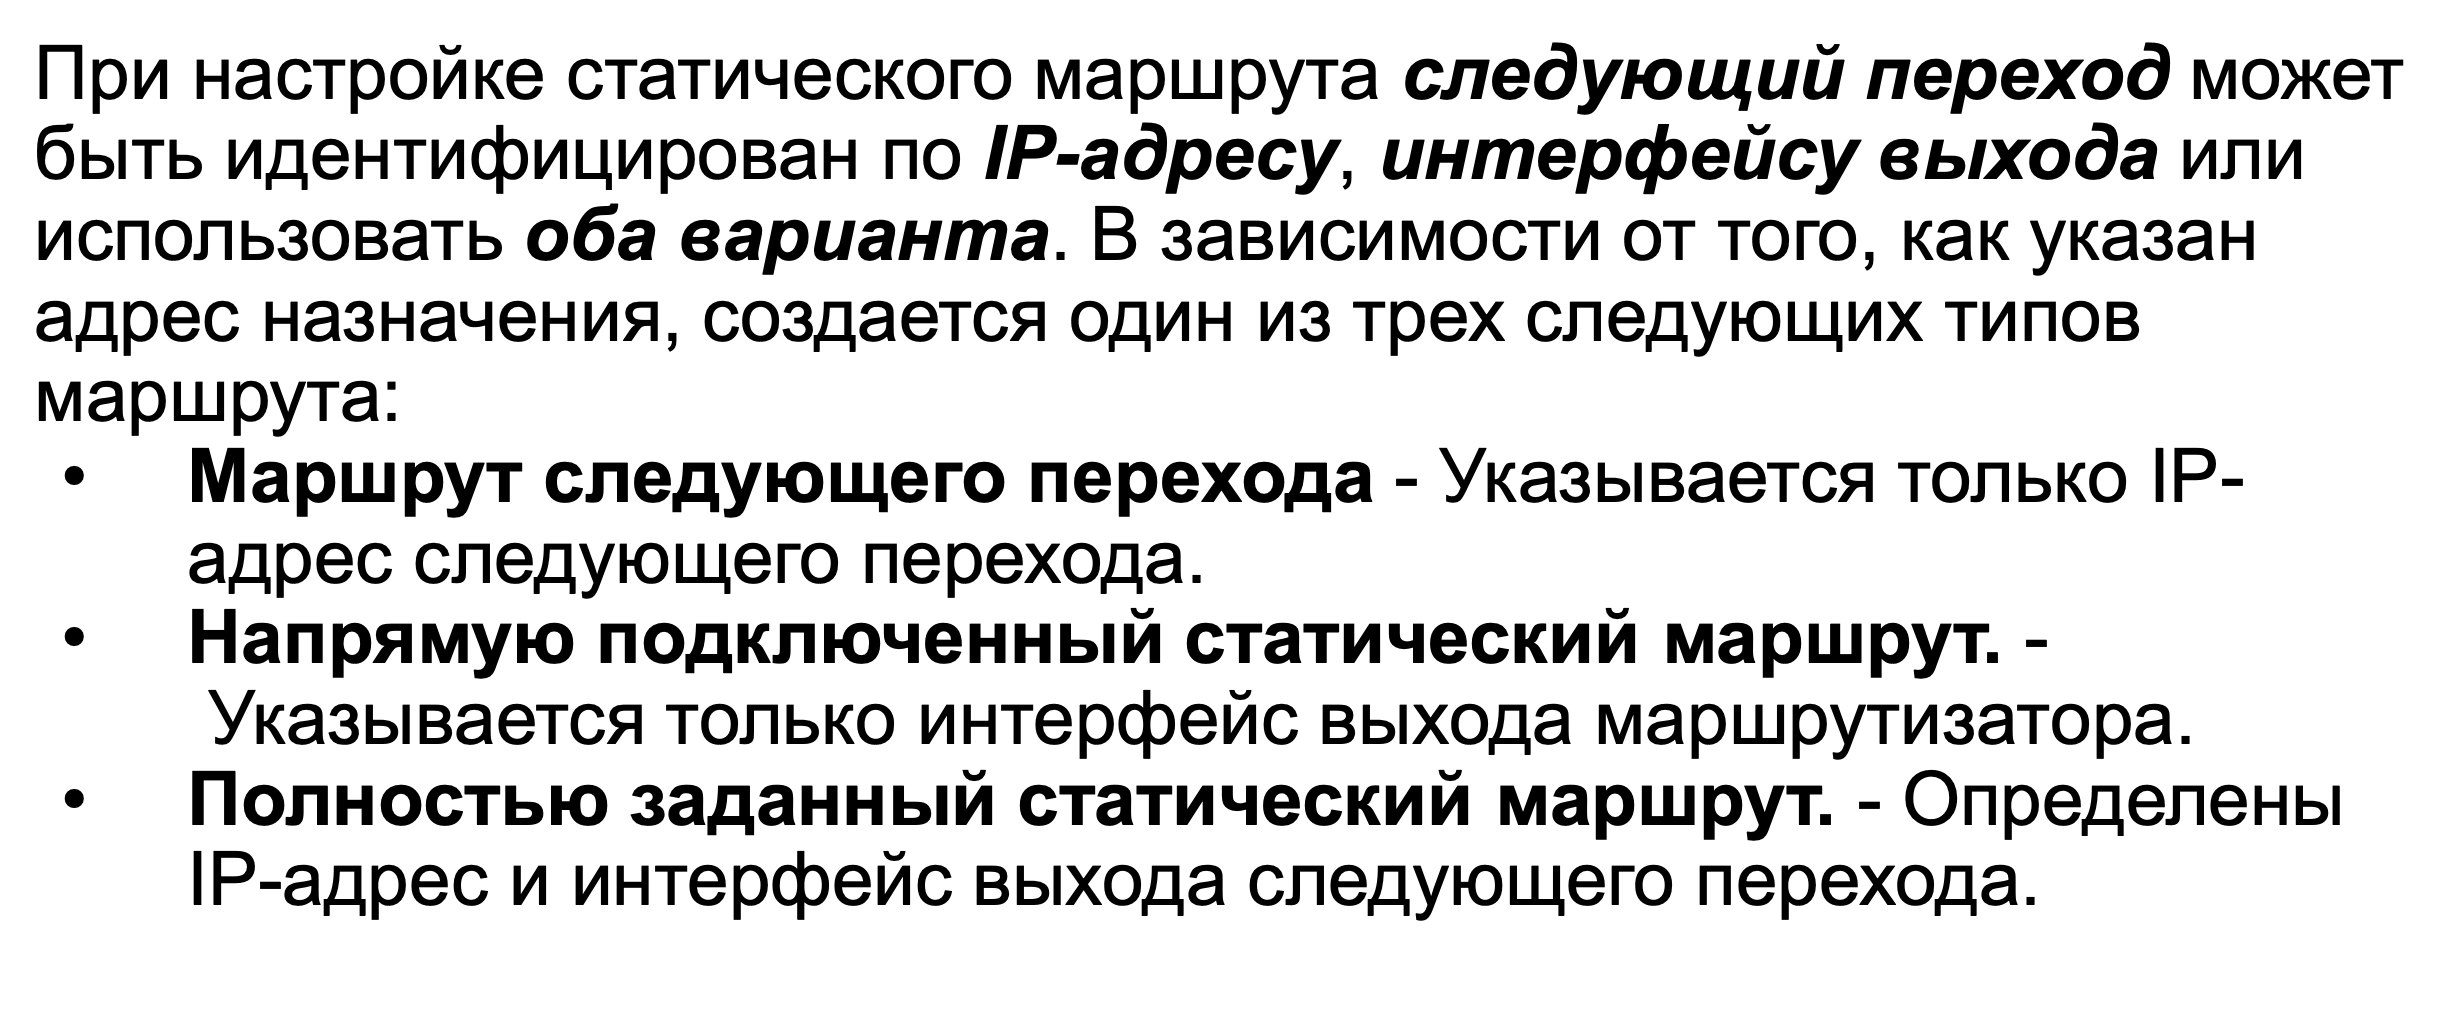 При настройке статического маршрута следующий переход может
быть идентифицирован по IP-адресу, интерфейсу выхода или
использовать оба варианта. В зависимости от того, как указан
адрес назначения, создается один из трех следующих типов
маршрута:
• Маршрут следующего перехода - Указывается только IP-
адрес следующего перехода.
• Напрямую подключенный статический маршрут. -
Указывается только интерфейс выхода маршрутизатора.
• Полностью заданный статический маршрут. - Определены
IP-адрес и интерфейс выхода следующего перехода.